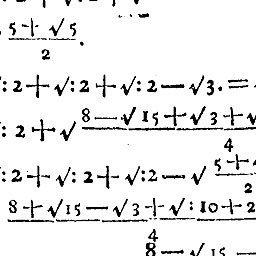 5 + √5
2
.
√: 2 + √: 2 + √: 2 — √3. =
: 2 + √ 8 — √15 + √3 + √
4
: 2 + √: 2 + √: 2 — √ 5 +
2
8 + √15 — √3 + √: 10 + 2
4
8 — √15 —